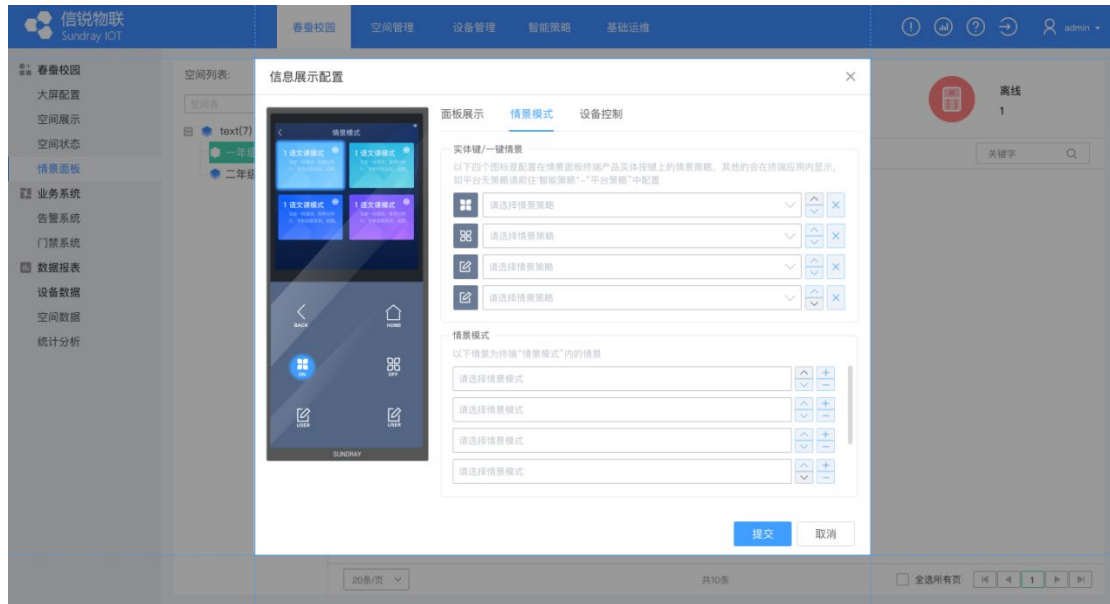 信锐物联
Sundray IOT
春蚕校园
空间管理
设备管理
智能策略
基础运维
admin
春蚕校园
大屏配置
空间展示
空间状态
情景面板
业务系统
告警系统
门禁系统
数据报表
设备数据
空间数据
统计分析
空间列表:
空间名
text(7)
一年级
二年级
离线
1
关键字
信息展示配置
面板展示
情景模式
设备控制
情景模式
1 语文课模式
1 语文课模式
1 语文课模式
1 语文课模式
BACK
HOME
ON
OFF
USER
USER
SUNDRAY
实体键/一键情景
以下四个图标是配置在情景面板终端产品实体按键上的情景策略，其他的会在终端应用内显示，
如平台无策略请前往“智能策略”–“平台策略”中配置
请选择情景策略
请选择情景策略
请选择情景策略
请选择情景策略
情景模式
以下情景为终端“情景模式”内的情景
请选择情景模式
请选择情景模式
请选择情景模式
请选择情景模式
提交
取消
20条/页
共10条
全选所有页
1